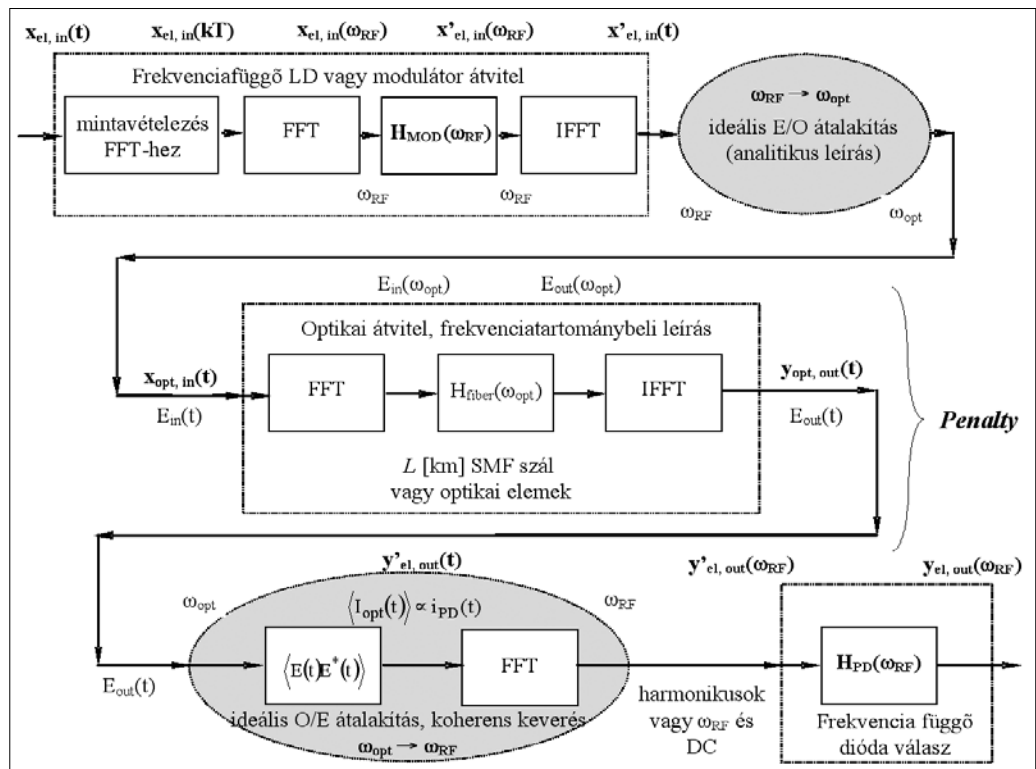 x_el, in(t) x_el, in(kT) x_el, in(ω_RF) x'_el, in(ω_RF) x'_el, in(t)
Frekvenciafüggő LD vagy modulátor átvitel
mintavételezés
FFT-hez
FFT
H_MOD(ω_RF)
IFFT
ω_RF ω_RF
ω_RF → ω_opt
ideális E/O átalakítás
(analitikus leírás)
ω_RF ω_opt
E_in(ω_opt) E_out(ω_opt)
Optikai átvitel, frekvenciatartománybeli leírás
x_opt, in(t)
E_in(t)
FFT
H_fiber(ω_opt)
IFFT
y_opt, out(t)
E_out(t)
L [km] SMF szál
vagy optikai elemek
Penalty
y'_el, out(t) y'_el, out(ω_RF) y_el, out(ω_RF)
ω_opt
⟨I_opt(t)⟩ ∝ i_PD(t)
ω_RF
E_out(t)
⟨E(t)E*(t)⟩
FFT
ideális O/E átalakítás, koherens keverés
ω_opt → ω_RF
harmonikusok
vagy ω_RF és
DC
H_PD(ω_RF)
Frekvencia függő
dióda válasz